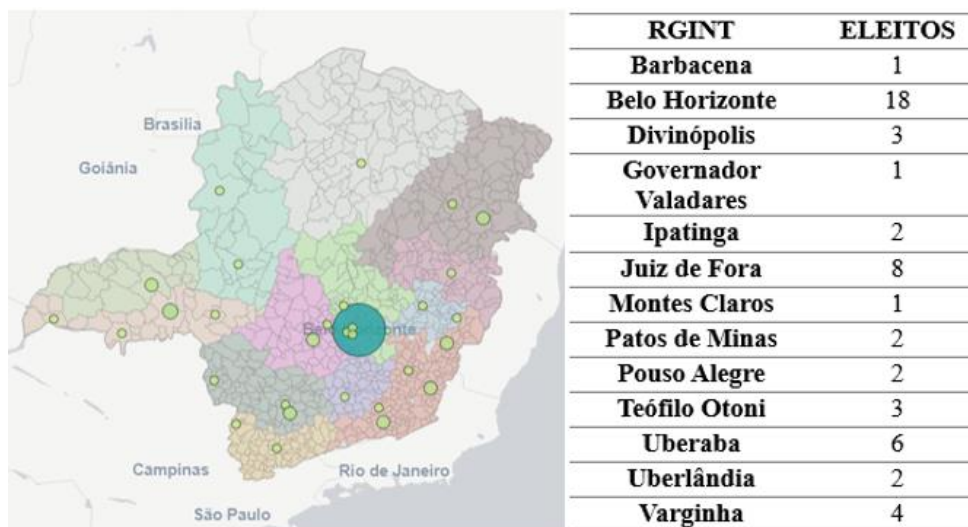 Brasília
Goiânia
Campinas
Rio de Janeiro
São Paulo
RGINT ELEITOS
Barbacena 1
Belo Horizonte 18
Divinópolis 3
Governador 1
Valadares
Ipatinga 2
Juiz de Fora 8
Montes Claros 1
Patos de Minas 2
Pouso Alegre 2
Teófilo Otoni 3
Uberaba 6
Uberlândia 2
Varginha 4